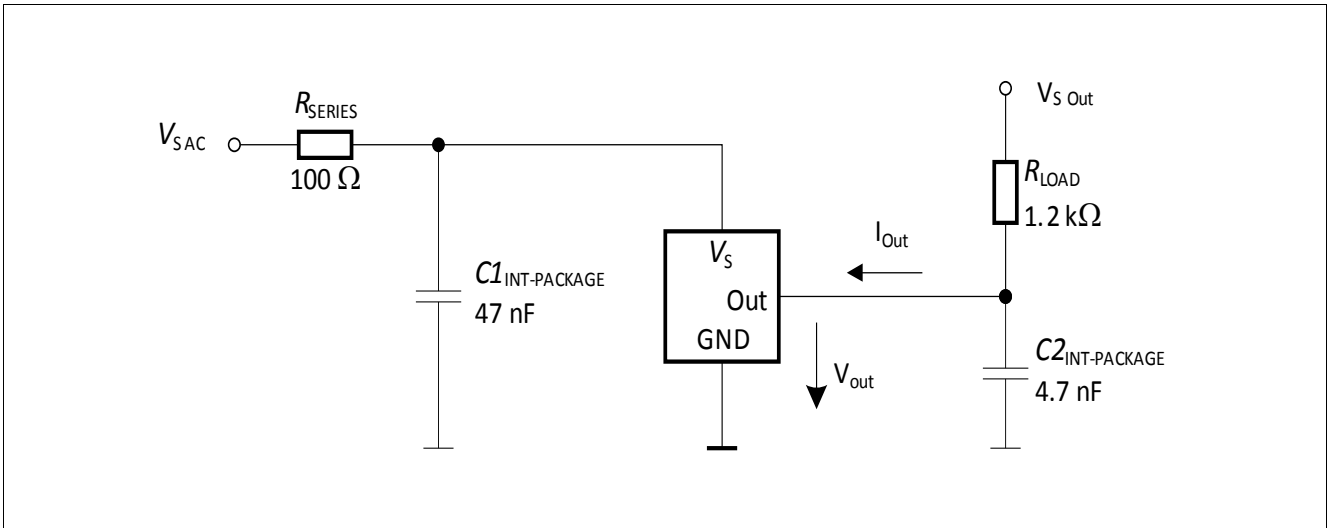 V_S AC
R_SERIES
100 Ω
C1_INT-PACKAGE
47 nF
V_S
Out
GND
I_Out
V_out
V_S Out
R_LOAD
1.2 kΩ
C2_INT-PACKAGE
4.7 nF